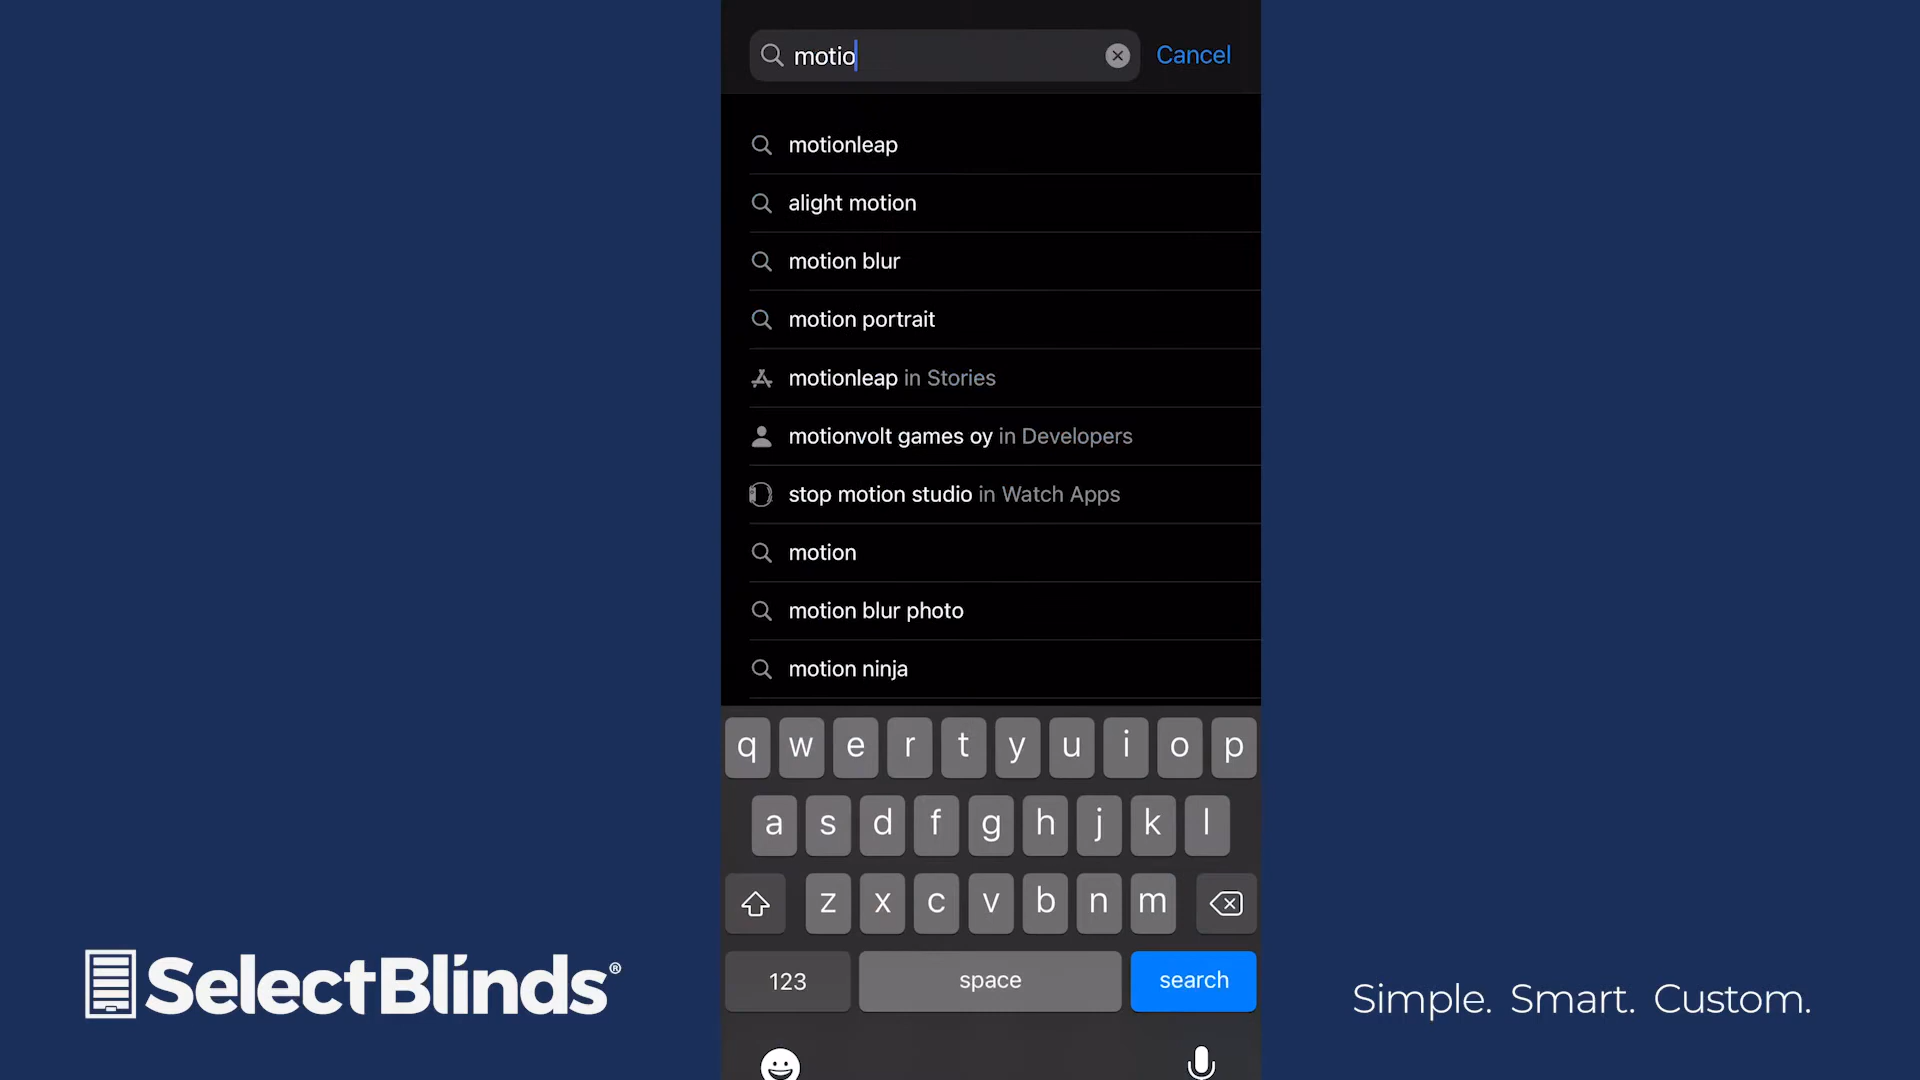 motio
Cancel
motionleap
alight motion
motion blur
motion portrait
motionleap in Stories
motionvolt games oy in Developers
stop motion studio in Watch Apps
motion
motion blur photo
motion ninja
q w e r t y u i o p
a s d f g h j k l
z x c v b n m
123 space search
SelectBlinds®
Simple. Smart. Custom.